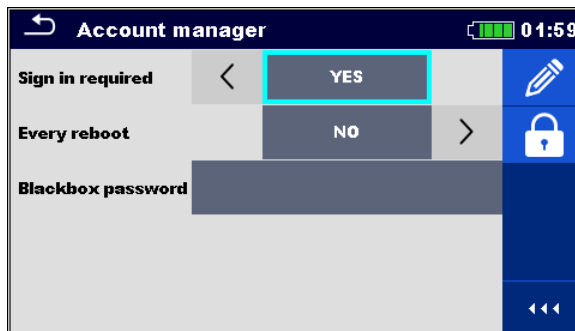 Account manager 01:59
Sign in required YES
Every reboot NO
Blackbox password